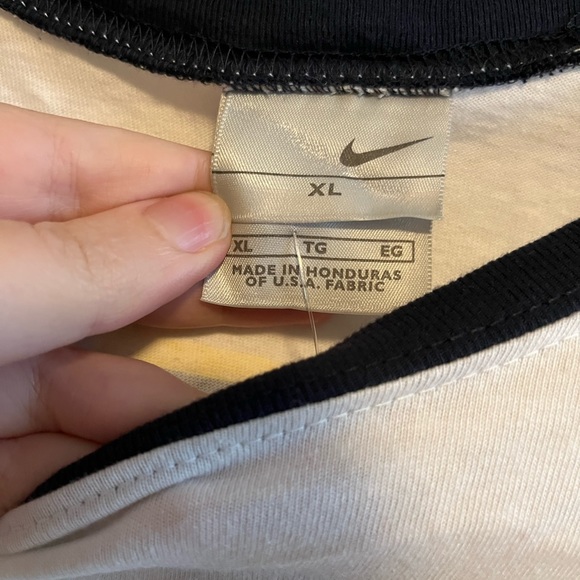 XL
XL TG EG
MADE IN HONDURAS
OF U.S.A. FABRIC